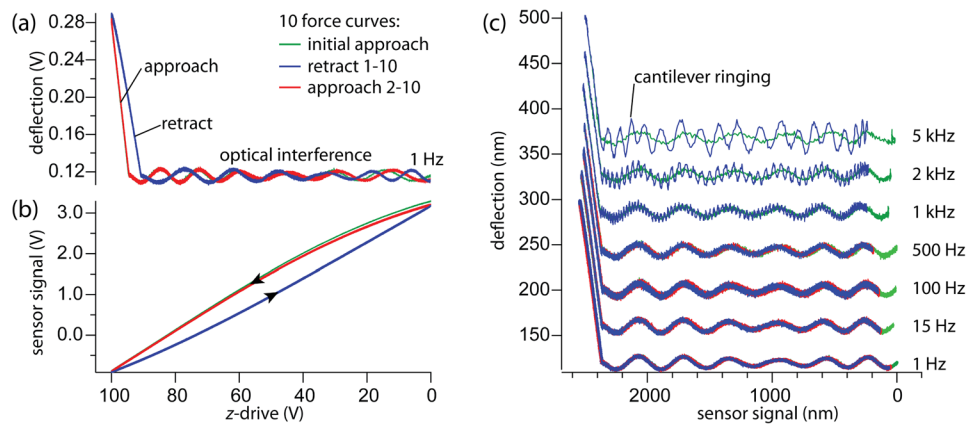 (a)
0.28
0.24
0.20
0.16
0.12
deflection (V)
10 force curves:
initial approach
retract 1-10
approach 2-10
approach
retract
optical interference
1 Hz
(b)
3.0
2.0
1.0
0.0
sensor signal (V)
100
80
60
40
20
0
z-drive (V)
(c)
500
450
400
350
300
250
200
150
deflection (nm)
cantilever ringing
5 kHz
2 kHz
1 kHz
500 Hz
100 Hz
15 Hz
1 Hz
2000
1000
0
sensor signal (nm)